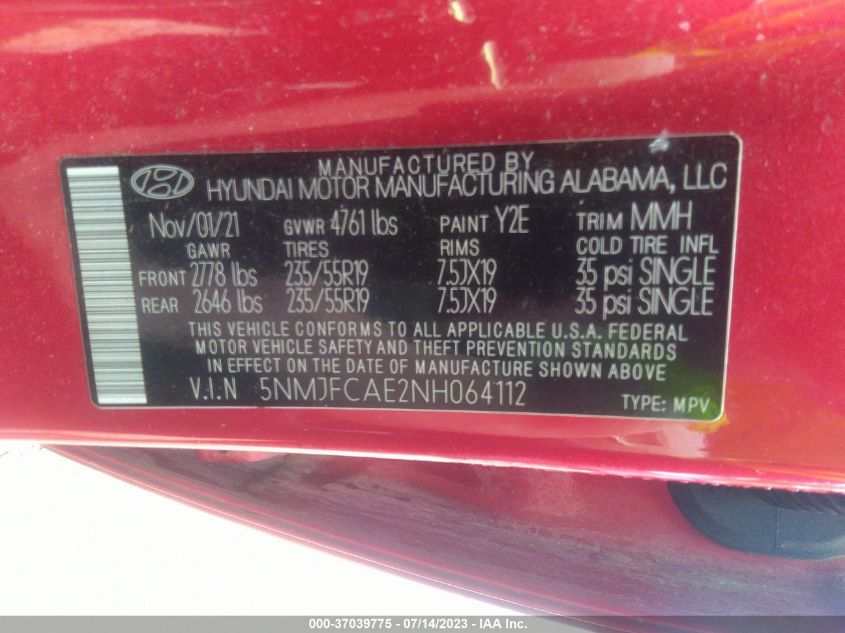 MANUFACTURED BY
HYUNDAI MOTOR MANUFACTURING ALABAMA, LLC
Nov/01/21 GVWR 4761 lbs PAINT Y2E TRIM MMH
GAWR TIRES RIMS COLD TIRE INFL
FRONT 2778 lbs 235/55R19 7.5JX19 35 psi SINGLE
REAR 2646 lbs 235/55R19 7.5JX19 35 psi SINGLE
THIS VEHICLE CONFORMS TO ALL APPLICABLE U.S.A. FEDERAL
MOTOR VEHICLE SAFETY AND THEFT PREVENTION STANDARDS
IN EFFECT ON THE DATE OF MANUFACTURE SHOWN ABOVE
V.I.N 5NMJFCAE2NH064112
TYPE: MPV
000-37039775 - 07/14/2023 - IAA Inc.